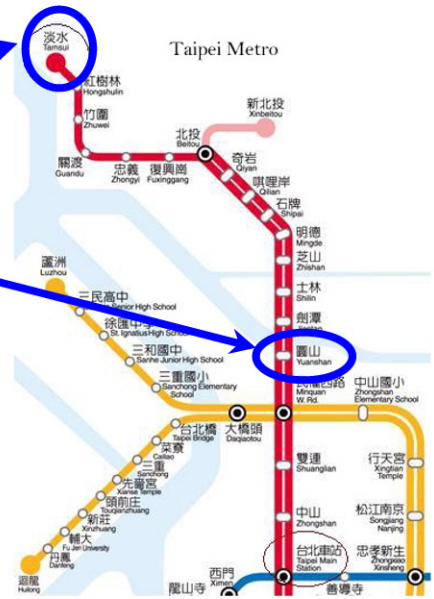 Taipei Metro
淡水
Tamsui
紅樹林
Hongshulin
竹圍
Zhuwei
關渡
Guandu
忠義
Zhongyi
復興崗
Fuxinggang
北投
Beitou
新北投
Xinbeitou
奇岩
Qiyan
唭哩岸
Qilian
石牌
Shipai
明德
Mingde
芝山
Zhishan
士林
Shilin
劍潭
圓山
Yuanshan
民權西路
Minquan
W. Rd.
中山國小
Zhongshan
Elementary School
蘆洲
Luzhou
三民高中
Senior High School
徐匯中學
St. Ignatius High School
三和國中
Sanhe Junior High School
三重國小
Sanchong Elementary
School
台北橋
Taipei Bridge
大橋頭
Daqiaotou
菜寮
Cailiao
三重
Sanchong
先嗇宮
Xianse Temple
頭前庄
Touqianzhuang
新莊
Xinzhuang
輔大
Fu Jen University
丹鳳
Danfeng
迴龍
Huilong
雙連
Shuanglian
中山
Zhongshan
行天宮
Xingtian
Temple
松江南京
Songjiang
Nanjing
台北車站
Taipei Main
Station
忠孝新生
Zhongxiao
Xinsheng
西門
Ximen
善導寺
龍山寺